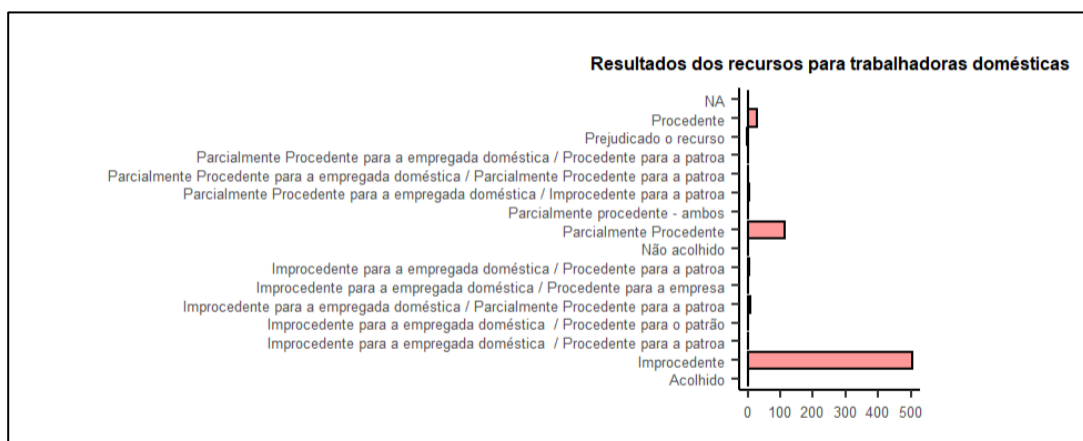 Resultados dos recursos para trabalhadoras domésticas
NA
Procedente
Prejudicado o recurso
Parcialmente Procedente para a empregada doméstica / Procedente para a patroa
Parcialmente Procedente para a empregada doméstica / Parcialmente Procedente para a patroa
Parcialmente Procedente para a empregada doméstica / Improcedente para a patroa
Parcialmente procedente - ambos
Parcialmente Procedente
Não acolhido
Improcedente para a empregada doméstica / Procedente para a patroa
Improcedente para a empregada doméstica / Procedente para a empresa
Improcedente para a empregada doméstica / Parcialmente Procedente para a patroa
Improcedente para a empregada doméstica  / Procedente para o patrão
Improcedente para a empregada doméstica  / Procedente para a patroa
Improcedente
Acolhido
0 100 200 300 400 500